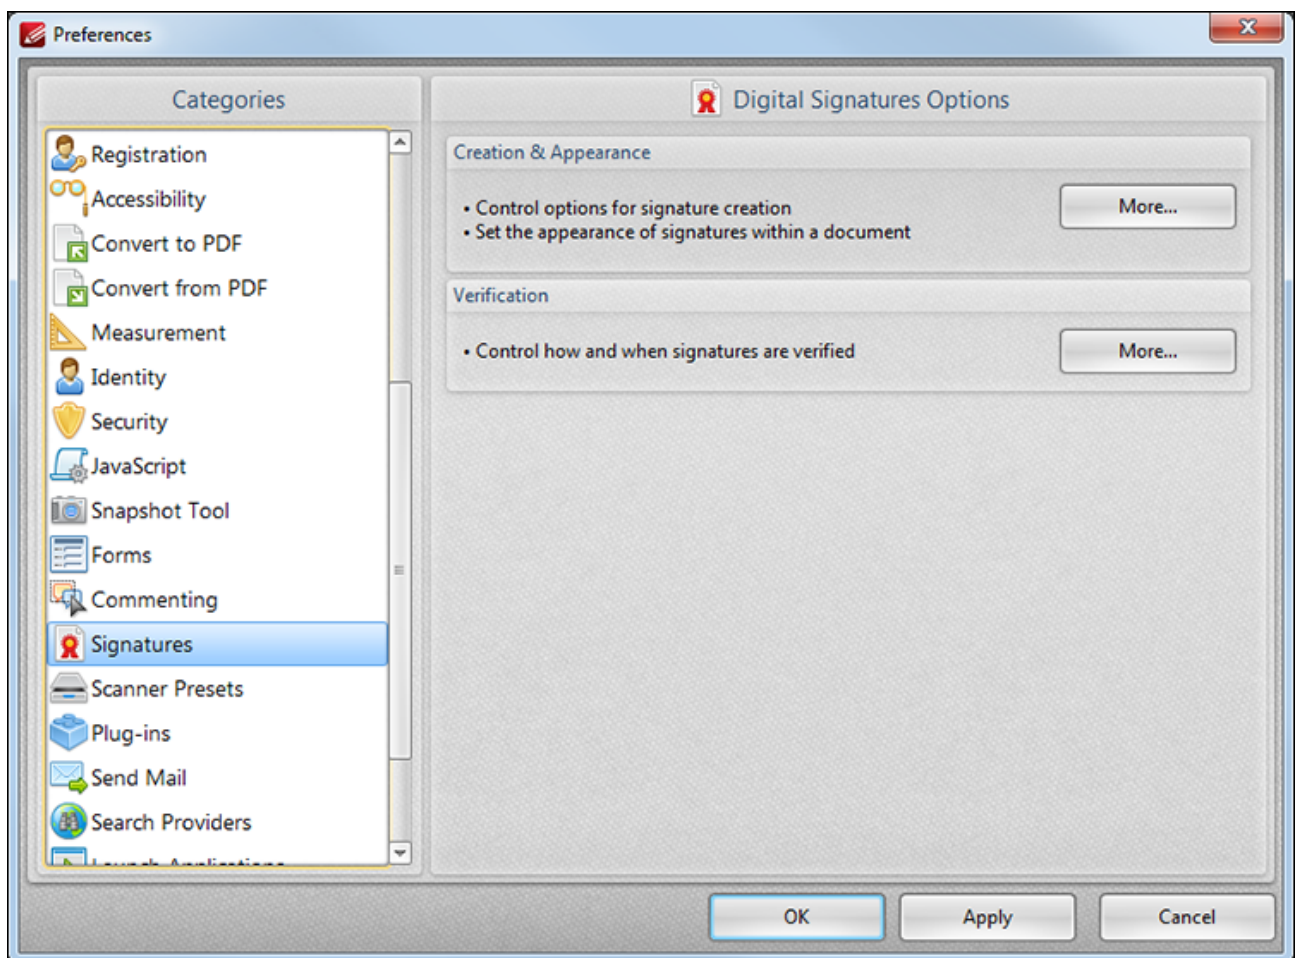 Preferences
Categories
Registration
Accessibility
Convert to PDF
Convert from PDF
Measurement
Identity
Security
JavaScript
Snapshot Tool
Forms
Commenting
Signatures
Scanner Presets
Plug-ins
Send Mail
Search Providers
Launch Applications
Digital Signatures Options
Creation & Appearance
• Control options for signature creation
• Set the appearance of signatures within a document
More...
Verification
• Control how and when signatures are verified
More...
OK
Apply
Cancel